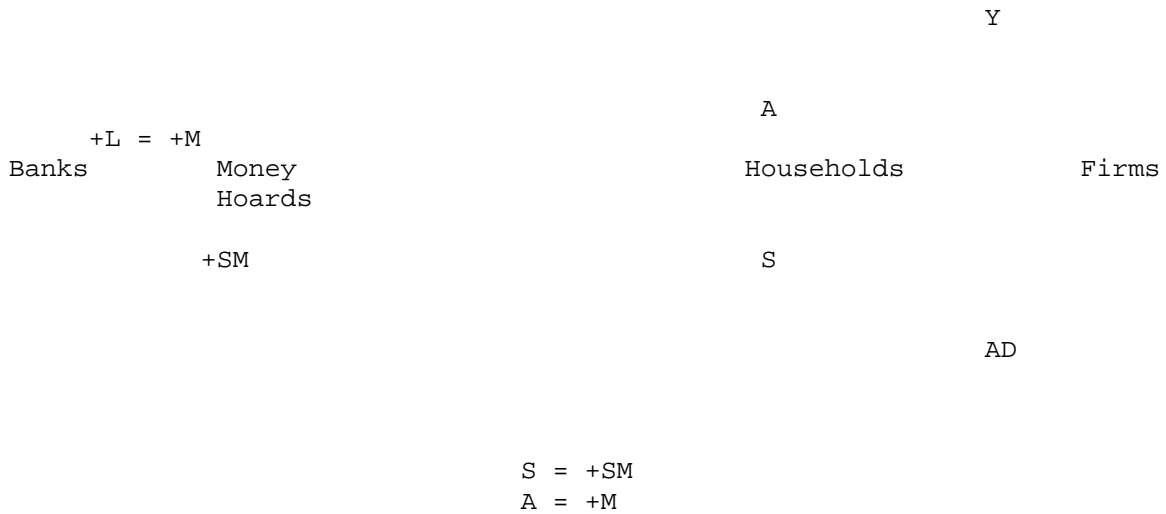 Y
A
+L = +M
Banks Money Households Firms
Hoards
+SM S
AD
S = +SM
A = +M